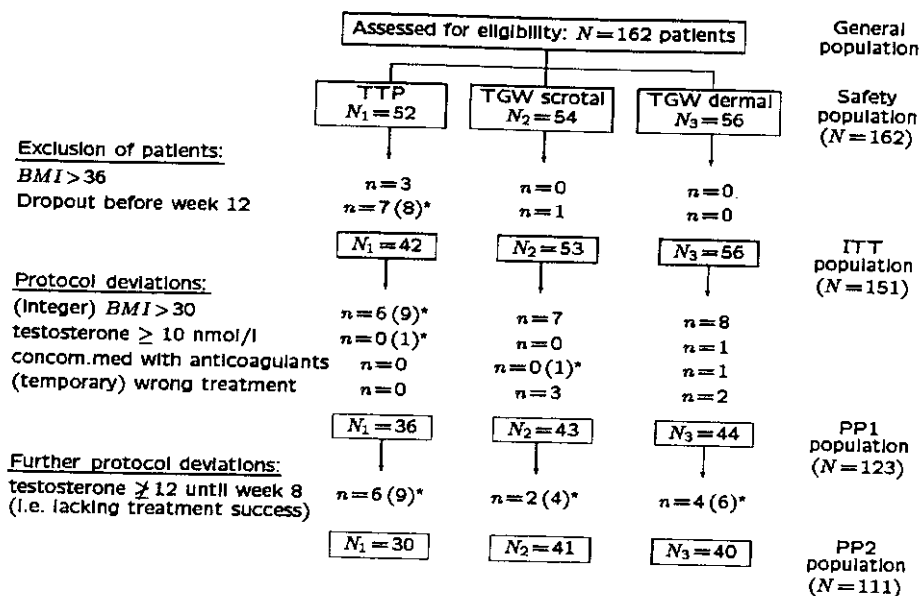 Assessed for eligibility: N=162 patients
General
population
TTP
N₁=52
TGW scrotal
N₂=54
TGW dermal
N₃=56
Safety
population
(N=162)
Exclusion of patients:
BMI>36 n=3 n=0 n=0
Dropout before week 12 n=7(8)* n=1 n=0
N₁=42 N₂=53 N₃=56
ITT
population
(N=151)
Protocol deviations:
(Integer) BMI>30 n=6(9)* n=7 n=8
testosterone ≥ 10 nmol/l n=0(1)* n=0 n=1
concom.med with anticoagulants n=0 n=0(1)* n=1
(temporary) wrong treatment n=0 n=3 n=2
N₁=36 N₂=43 N₃=44
PP1
population
(N=123)
Further protocol deviations:
testosterone ≱12 until week 8 n=6(9)* n=2(4)* n=4(6)*
(i.e. lacking treatment success)
N₁=30 N₂=41 N₃=40
PP2
population
(N=111)